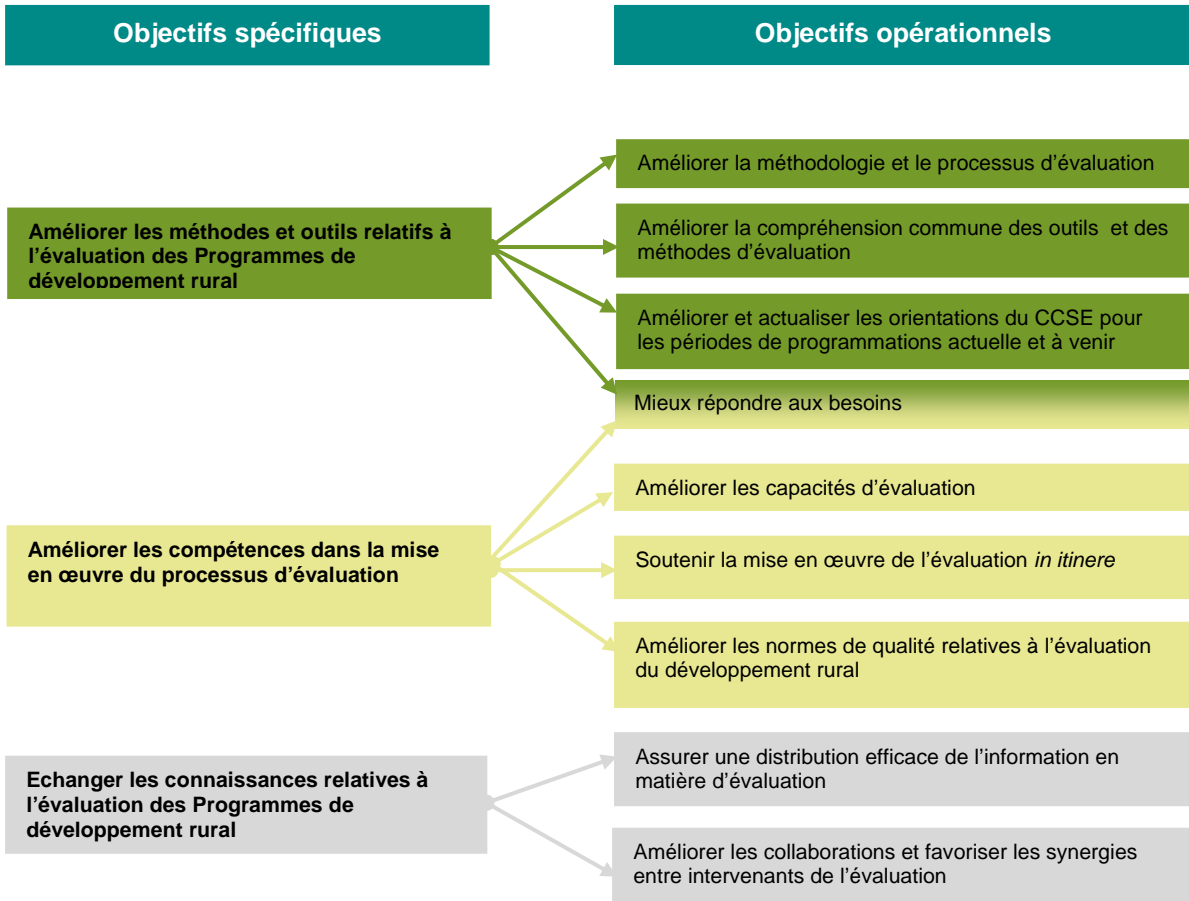 Objectifs spécifiques
Objectifs opérationnels
Améliorer les méthodes et outils relatifs à
l’évaluation des Programmes de
développement rural
Améliorer la méthodologie et le processus d’évaluation
Améliorer la compréhension commune des outils et des
méthodes d’évaluation
Améliorer et actualiser les orientations du CCSE pour
les périodes de programmations actuelle et à venir
Mieux répondre aux besoins
Améliorer les compétences dans la mise
en œuvre du processus d’évaluation
Améliorer les capacités d’évaluation
Soutenir la mise en œuvre de l’évaluation in itinere
Améliorer les normes de qualité relatives à l’évaluation
du développement rural
Echanger les connaissances relatives à
l’évaluation des Programmes de
développement rural
Assurer une distribution efficace de l’information en
matière d’évaluation
Améliorer les collaborations et favoriser les synergies
entre intervenants de l’évaluation